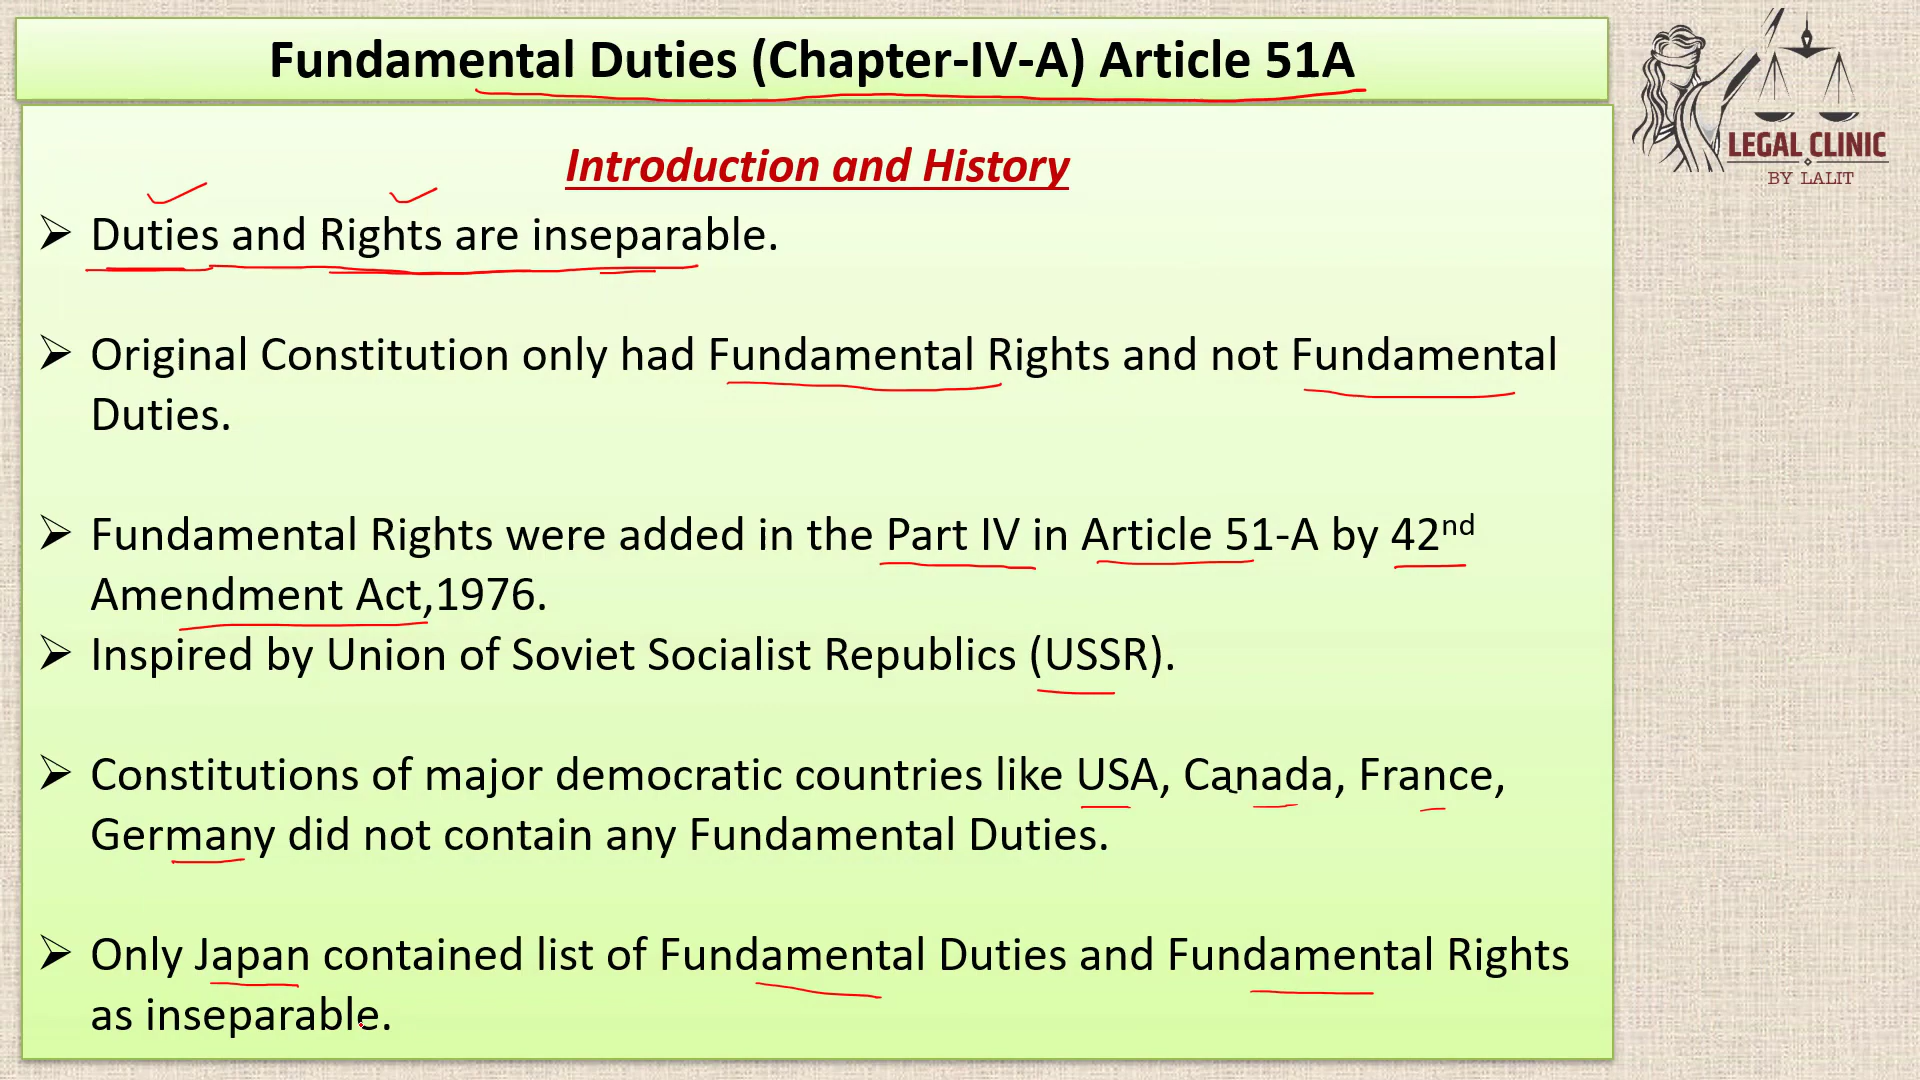 Fundamental Duties (Chapter-IV-A) Article 51A
LEGAL CLINIC
BY LALIT
Introduction and History
➢ Duties and Rights are inseparable.
➢ Original Constitution only had Fundamental Rights and not Fundamental
Duties.
➢ Fundamental Rights were added in the Part IV in Article 51-A by 42nd
Amendment Act,1976.
➢ Inspired by Union of Soviet Socialist Republics (USSR).
➢ Constitutions of major democratic countries like USA, Canada, France,
Germany did not contain any Fundamental Duties.
➢ Only Japan contained list of Fundamental Duties and Fundamental Rights
as inseparable.